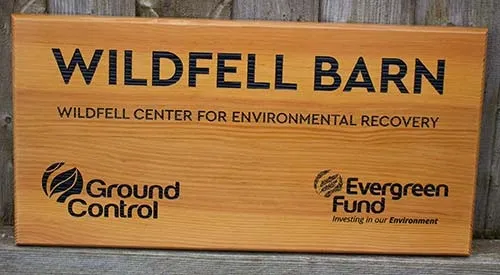 WILDFELL BARN
WILDFELL CENTER FOR ENVIRONMENTAL RECOVERY
Ground
Control
Evergreen
Fund
Investing in our Environment